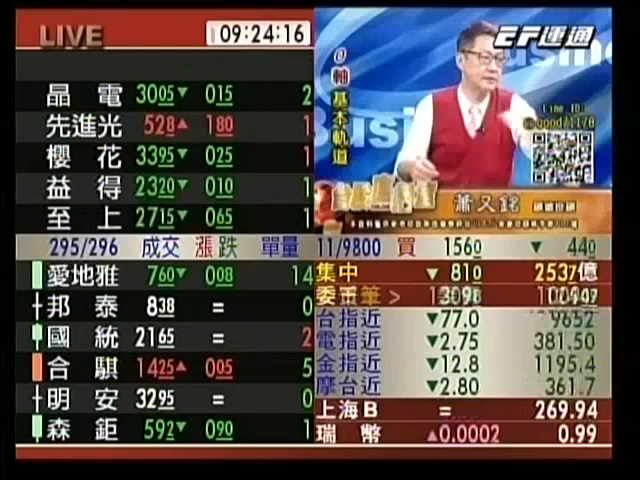 LIVE
09:24:16
晶電 3005▼ 015 2
先進光 528▲ 180 1
櫻花 3395▼ 025 1
益得 2320▼ 010 1
至上 2715▼ 065 1
295/296 成交 漲跌 單量
愛地雅 760▼ 008 14
邦泰 838 = 0
國統 2165 = 2
合騏 1425▲ 005 5
明安 3295 = 0
森鉅 592▼ 090 1
EF運通
θ軸基本軌道
Line ID:
@good7178
蕭又銘
11/9800 買 1560 ▼ 440
集中 ▼ 810 2537億
台指近 ▼77.0 9652
電指近 ▼2.75 381.50
金指近 ▼12.8 1195.4
摩台近 ▼2.80 361.7
上海B = 269.94
瑞幣 ▲0.0002 0.99